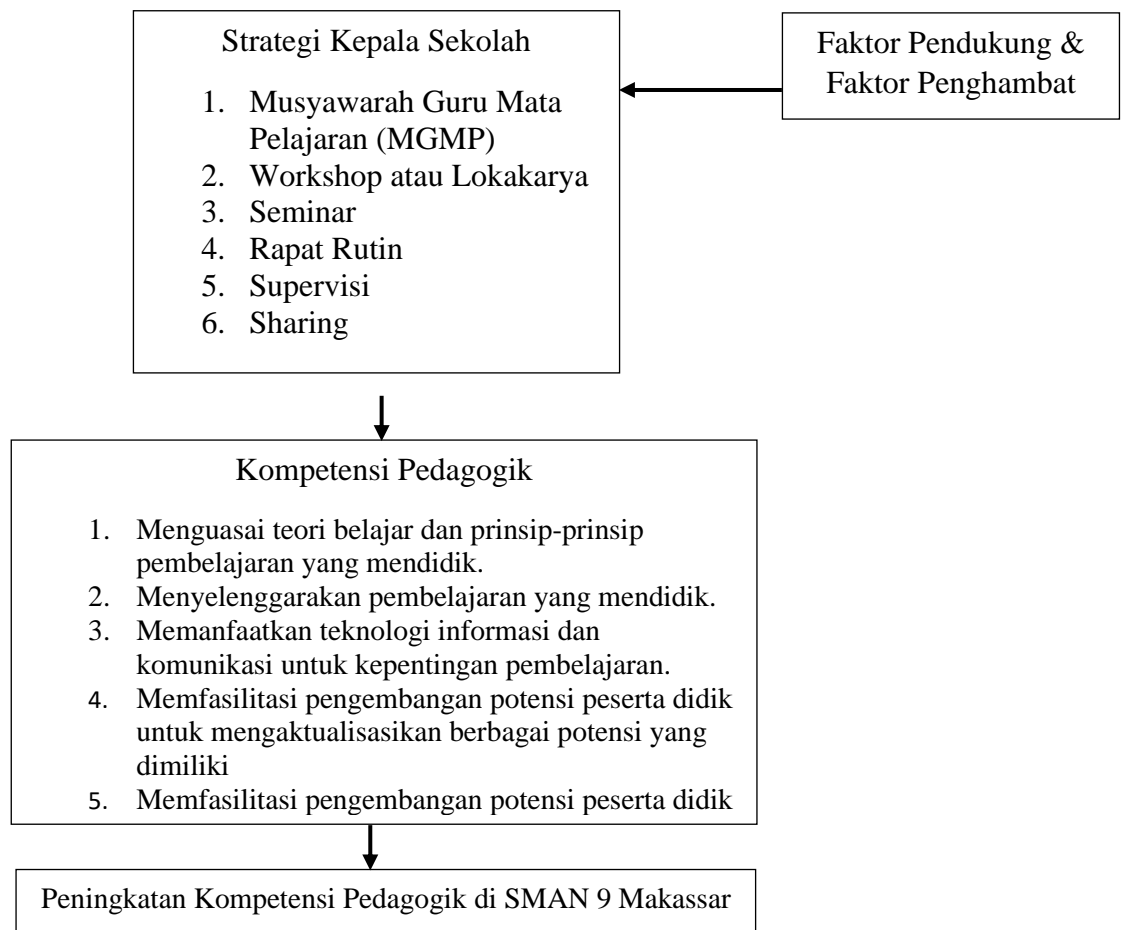 Strategi Kepala Sekolah
1. Musyawarah Guru Mata
Pelajaran (MGMP)
2. Workshop atau Lokakarya
3. Seminar
4. Rapat Rutin
5. Supervisi
6. Sharing
Faktor Pendukung &
Faktor Penghambat
Kompetensi Pedagogik
1. Menguasai teori belajar dan prinsip-prinsip
pembelajaran yang mendidik.
2. Menyelenggarakan pembelajaran yang mendidik.
3. Memanfaatkan teknologi informasi dan
komunikasi untuk kepentingan pembelajaran.
4. Memfasilitasi pengembangan potensi peserta didik
untuk mengaktualisasikan berbagai potensi yang
dimiliki
5. Memfasilitasi pengembangan potensi peserta didik
Peningkatan Kompetensi Pedagogik di SMAN 9 Makassar